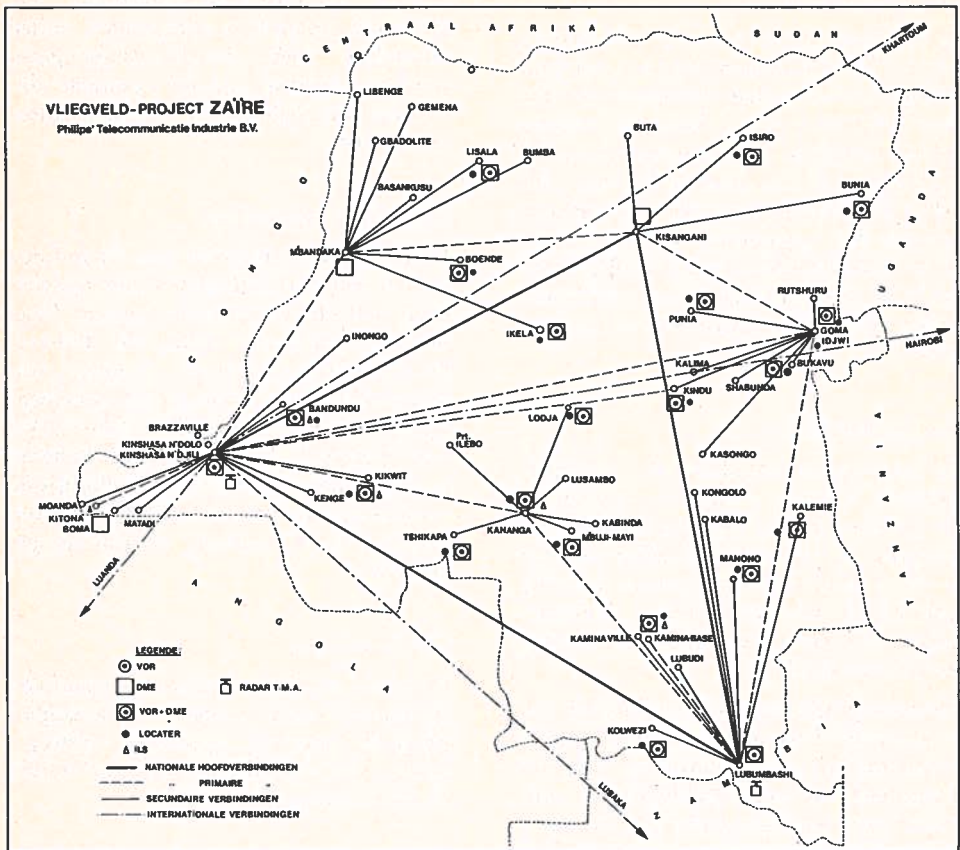 CENTRAAL AFRIKA
SUDAN
KHARTOUM
VLIEGVELD-PROJECT ZAÏRE
Philips' Telecommunicatie Industrie B.V.
LIBENGE
GEMENA
GBADOLITE
LISALA
BUMBA
BUTA
ISIRO
BASANKUSU
BUNIA
UGANDA
CONGO
M'BANDAKA
KISANGANI
BOENDE
RUTSHURU
PUNIA
GOMA
IKELA
IDJWI
NAIROBI
INONGO
KALIMA
BUKAVU
SHABUNDA
KINDU
BANDUNDU
LODJA
BRAZZAVILLE
KINSHASA N'DOLO
KINSHASA N'DJILI
Prt.
ILEBO
KASONGO
TANZANIA
KIKWIT
LUSAMBO
KENGE
KONGOLO
MOANDA
KITONA
BOMA
MATADI
KANANGA
KABINDA
KABALO
KALEMIE
TSHIKAPA
MBUJI-MAYI
MANONO
LUANDA
ANGOLA
KAMINAVILLE
KAMINA-BASE
LUBUDI
LEGENDE:
VOR
DME
RADAR T.M.A.
VOR+DME
LOCATER
ILS
KOLWEZI
LUBUMBASHI
ZAMBIA
LUSAKA
NATIONALE HOOFDVERBINDINGEN
" PRIMAIRE "
SECUNDAIRE VERBINDINGEN
INTERNATIONALE VERBINDINGEN